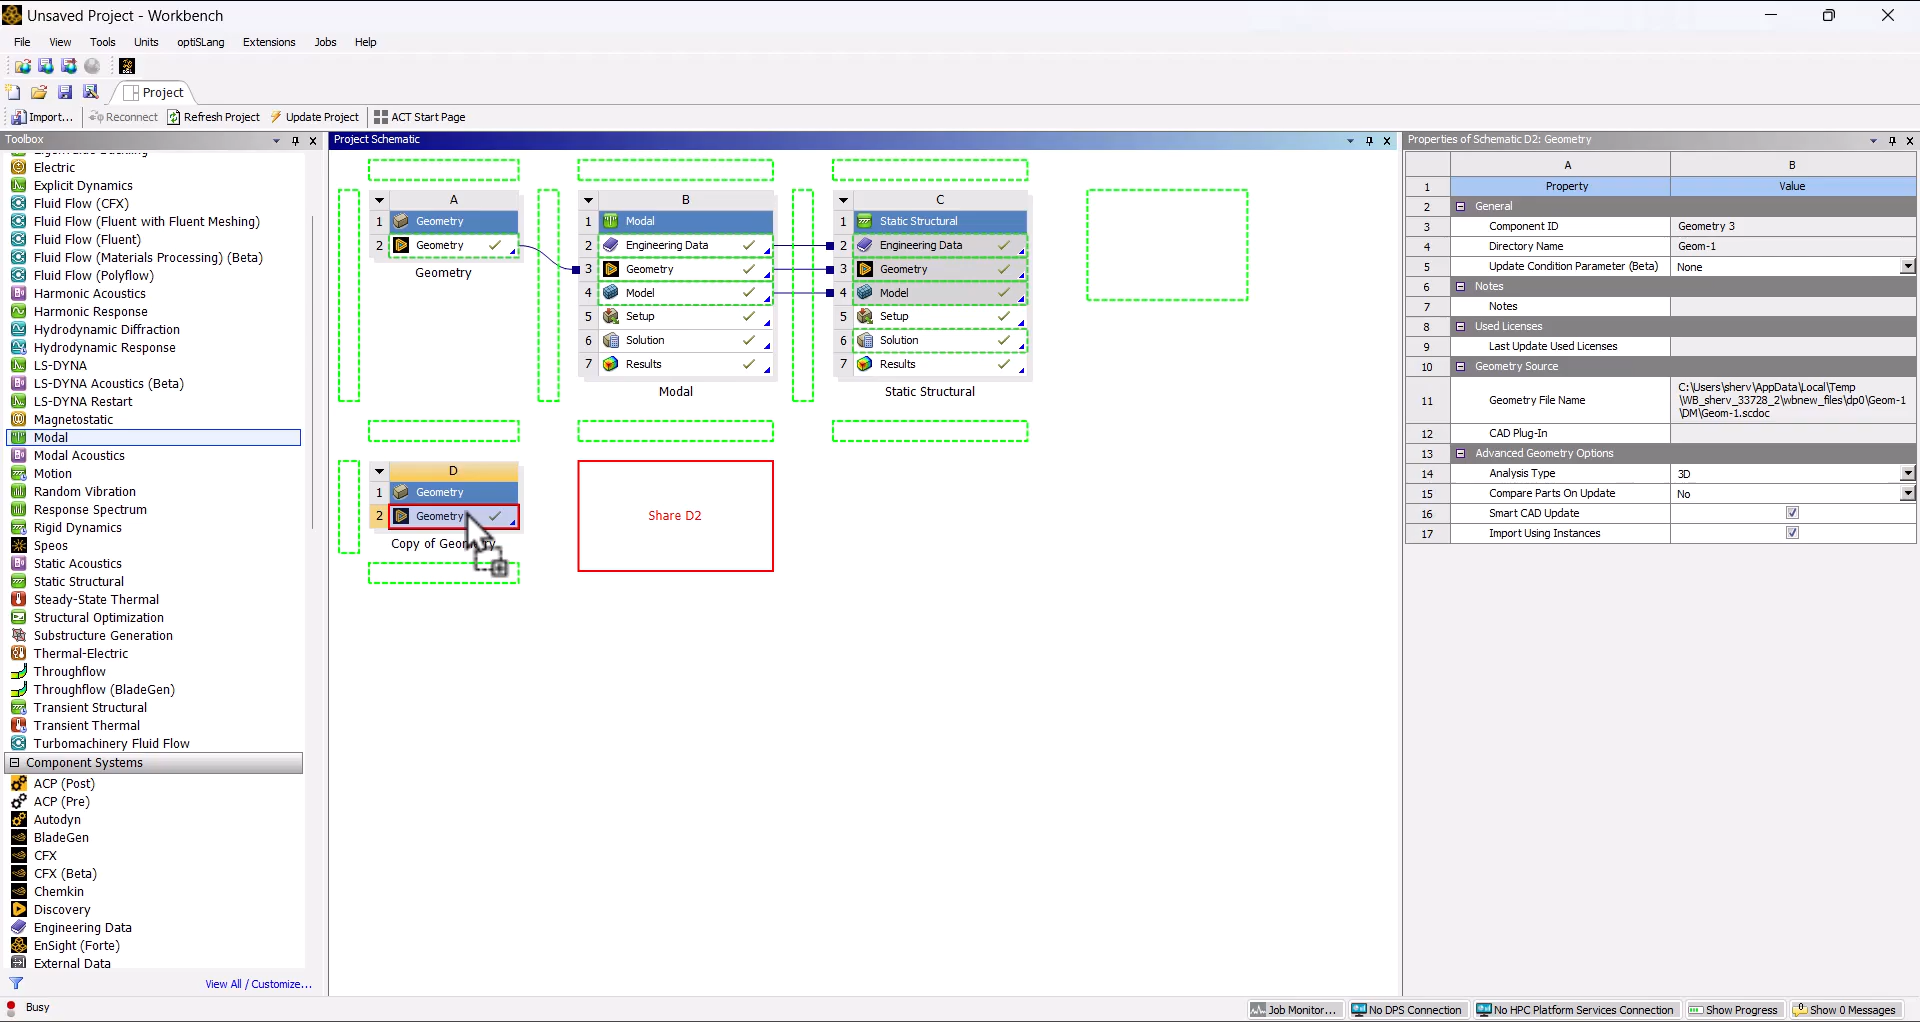 Unsaved Project - Workbench
File View Tools Units optiSLang Extensions Jobs Help
Project
Import... Reconnect Refresh Project Update Project ACT Start Page
Toolbox
Electric
Explicit Dynamics
Fluid Flow (CFX)
Fluid Flow (Fluent with Fluent Meshing)
Fluid Flow (Fluent)
Fluid Flow (Materials Processing) (Beta)
Fluid Flow (Polyflow)
Harmonic Acoustics
Harmonic Response
Hydrodynamic Diffraction
Hydrodynamic Response
LS-DYNA
LS-DYNA Acoustics (Beta)
LS-DYNA Restart
Magnetostatic
Modal
Modal Acoustics
Motion
Random Vibration
Response Spectrum
Rigid Dynamics
Speos
Static Acoustics
Static Structural
Steady-State Thermal
Structural Optimization
Substructure Generation
Thermal-Electric
Throughflow
Throughflow (BladeGen)
Transient Structural
Transient Thermal
Turbomachinery Fluid Flow
Component Systems
ACP (Post)
ACP (Pre)
Autodyn
BladeGen
CFX
CFX (Beta)
Chemkin
Discovery
Engineering Data
EnSight (Forte)
External Data
View All / Customize...
Project Schematic
A
1 Geometry
2 Geometry
Geometry
B
1 Modal
2 Engineering Data
3 Geometry
4 Model
5 Setup
6 Solution
7 Results
Modal
C
1 Static Structural
2 Engineering Data
3 Geometry
4 Model
5 Setup
6 Solution
7 Results
Static Structural
D
1 Geometry
2 Geometry
Copy of Geometry
Share D2
Properties of Schematic D2: Geometry
A B
1 Property Value
2 General
3 Component ID Geometry 3
4 Directory Name Geom-1
5 Update Condition Parameter (Beta) None
6 Notes
7 Notes
8 Used Licenses
9 Last Update Used Licenses
10 Geometry Source
11 Geometry File Name C:\Users\sherv\AppData\Local\Temp
\WB_sherv_33728_2\wbnew_files\dp0\Geom-1
\DM\Geom-1.scdoc
12 CAD Plug-In
13 Advanced Geometry Options
14 Analysis Type 3D
15 Compare Parts On Update No
16 Smart CAD Update
17 Import Using Instances
Busy
Job Monitor... No DPS Connection No HPC Platform Services Connection Show Progress Show 0 Messages